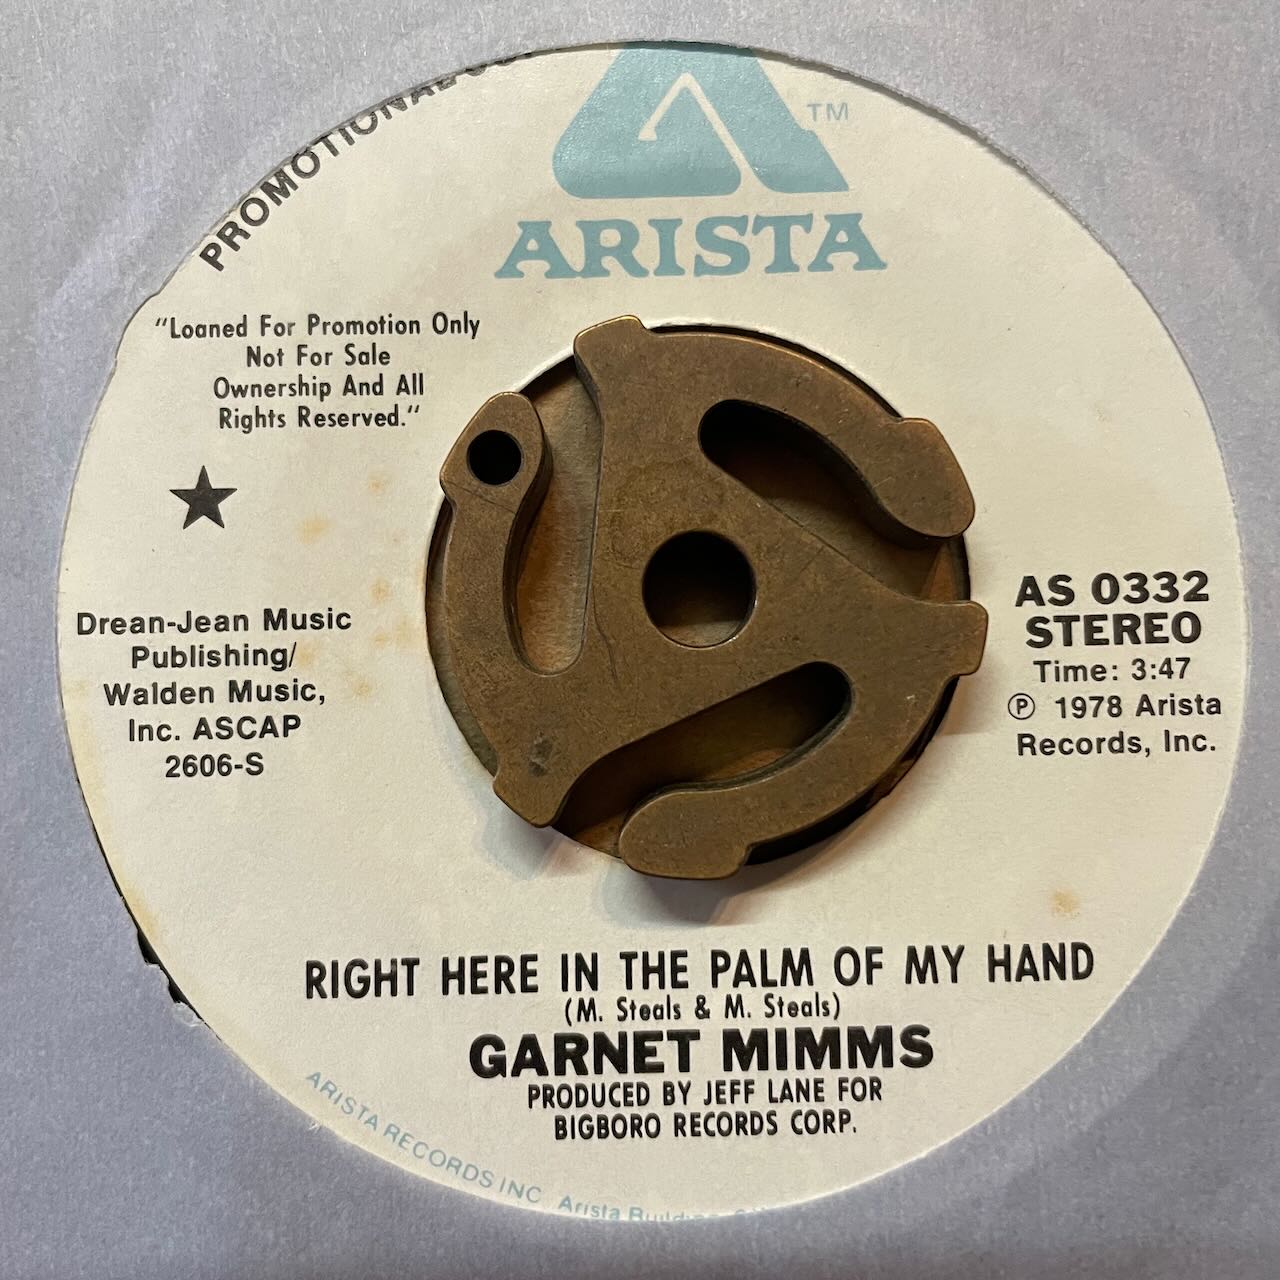 PROMOTIONAL
TM
ARISTA
"Loaned For Promotion Only
Not For Sale
Ownership And All
Rights Reserved."
Drean-Jean Music
Publishing/
Walden Music,
Inc. ASCAP
2606-S
AS 0332
STEREO
Time: 3:47
Ⓟ 1978 Arista
Records, Inc.
RIGHT HERE IN THE PALM OF MY HAND
(M. Steals & M. Steals)
GARNET MIMMS
PRODUCED BY JEFF LANE FOR
BIGBORO RECORDS CORP.
ARISTA RECORDS INC Arista